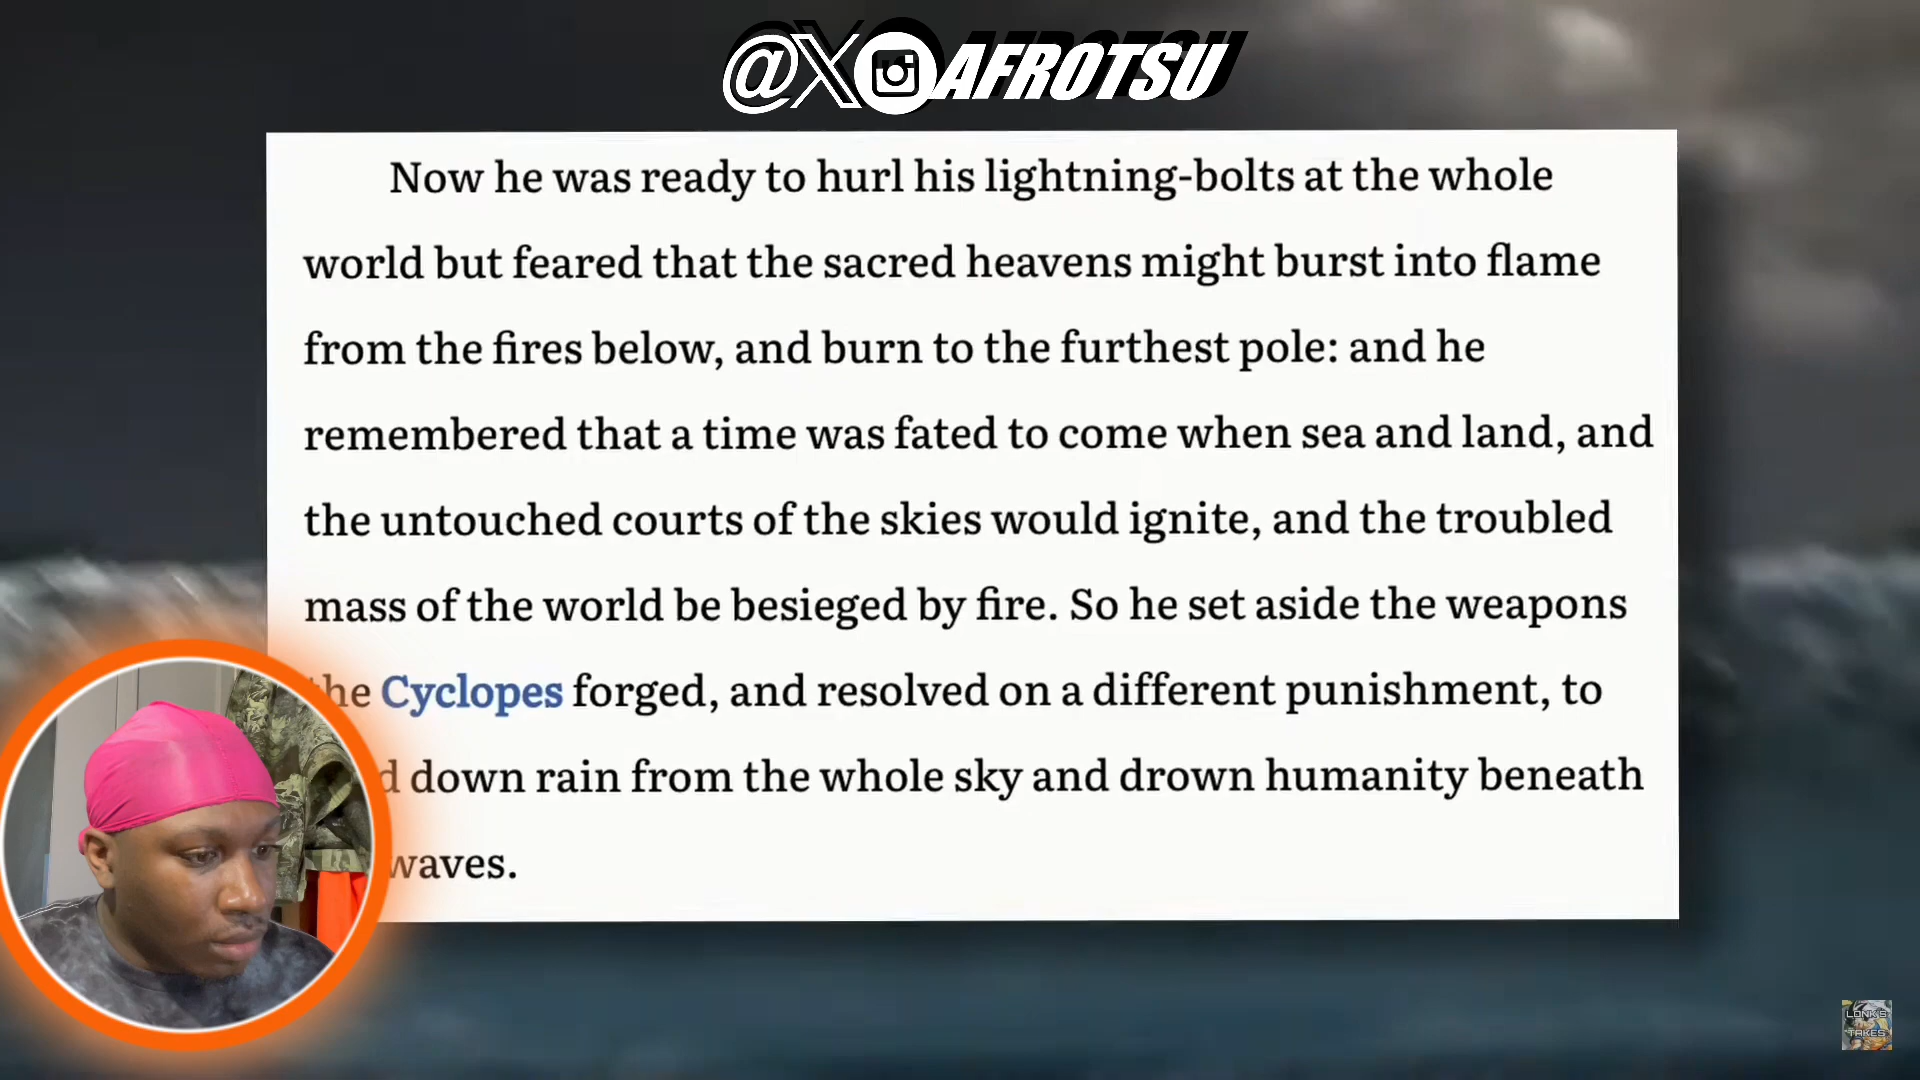 @X AFROTSU
Now he was ready to hurl his lightning-bolts at the whole
world but feared that the sacred heavens might burst into flame
from the fires below, and burn to the furthest pole: and he
remembered that a time was fated to come when sea and land, and
the untouched courts of the skies would ignite, and the troubled
mass of the world be besieged by fire. So he set aside the weapons
the Cyclopes forged, and resolved on a different punishment, to
down rain from the whole sky and drown humanity beneath
waves.
LONK'S
TAKES